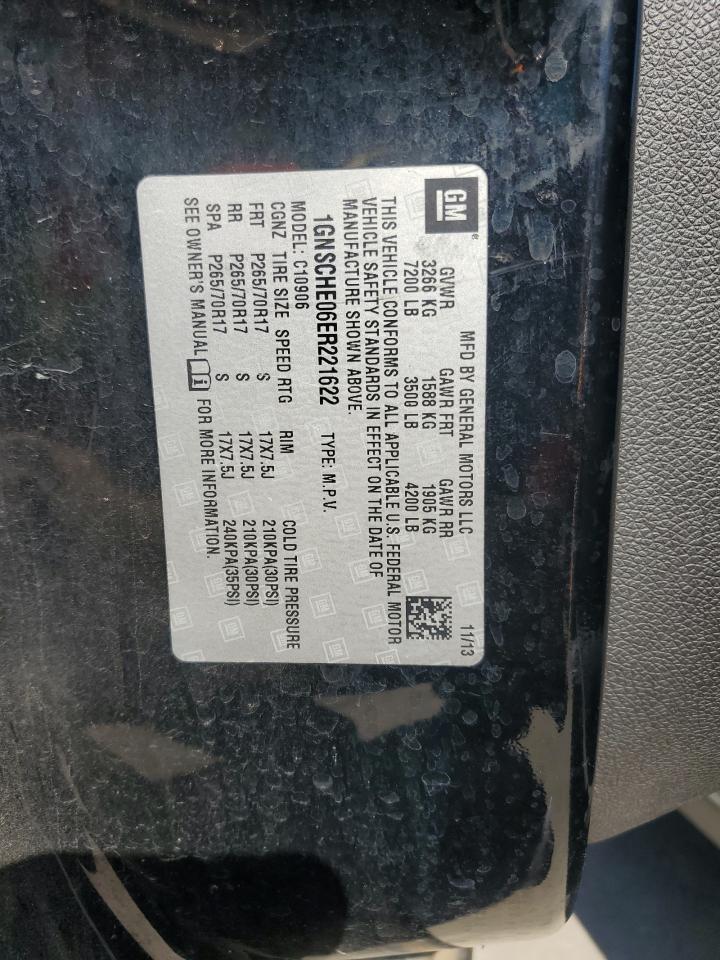 GM®
MFD BY GENERAL MOTORS LLC 11/13
GVWR GAWR FRT GAWR RR
3266 KG 1588 KG 1905 KG
7200 LB 3500 LB 4200 LB
THIS VEHICLE CONFORMS TO ALL APPLICABLE U.S. FEDERAL MOTOR
VEHICLE SAFETY STANDARDS IN EFFECT ON THE DATE OF
MANUFACTURE SHOWN ABOVE.
1GNSCHE06ER221622 TYPE: M.P.V.
MODEL: C10906
CGNZ TIRE SIZE SPEED RTG RIM COLD TIRE PRESSURE
FRT P265/70R17 S 17X7.5J 210KPA(30PSI)
RR P265/70R17 S 17X7.5J 210KPA(30PSI)
SPA P265/70R17 S 17X7.5J 240KPA(35PSI)
SEE OWNER'S MANUAL i FOR MORE INFORMATION.